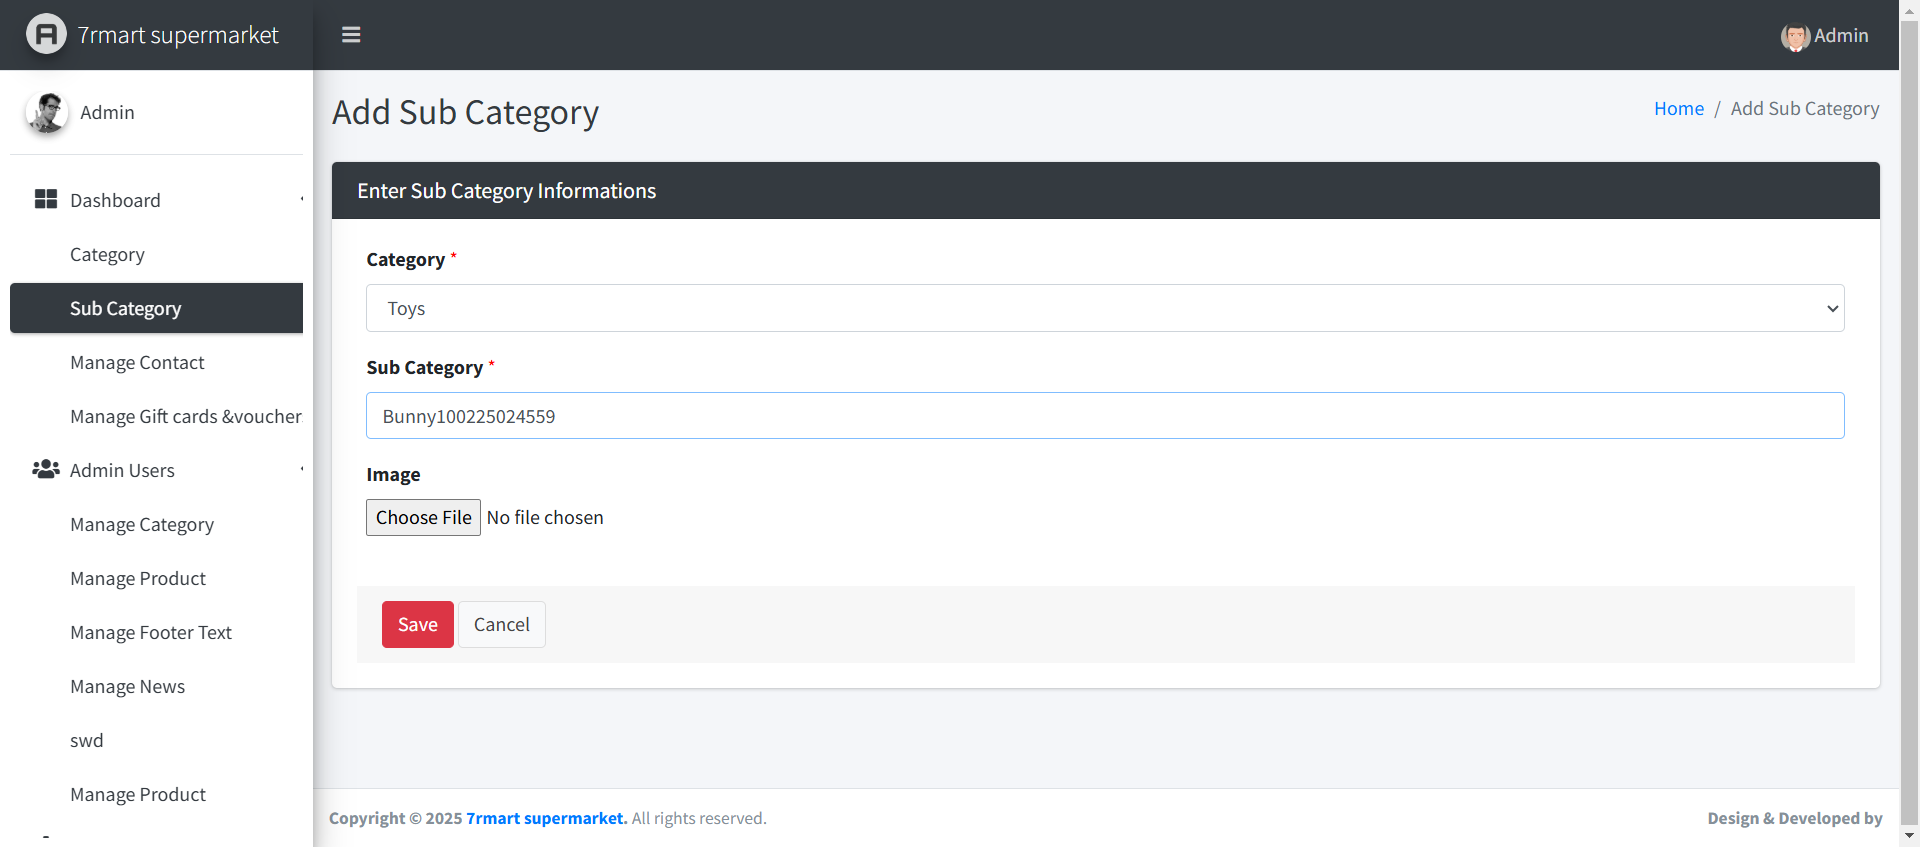 7rmart supermarket
Admin
Admin
Add Sub Category
Home / Add Sub Category
Dashboard
Category
Sub Category
Manage Contact
Manage Gift cards &voucher
Admin Users
Manage Category
Manage Product
Manage Footer Text
Manage News
swd
Manage Product
Enter Sub Category Informations
Category *
Toys
Sub Category *
Bunny100225024559
Image
Choose File No file chosen
Save Cancel
Copyright © 2025 7rmart supermarket. All rights reserved.
Design & Developed by